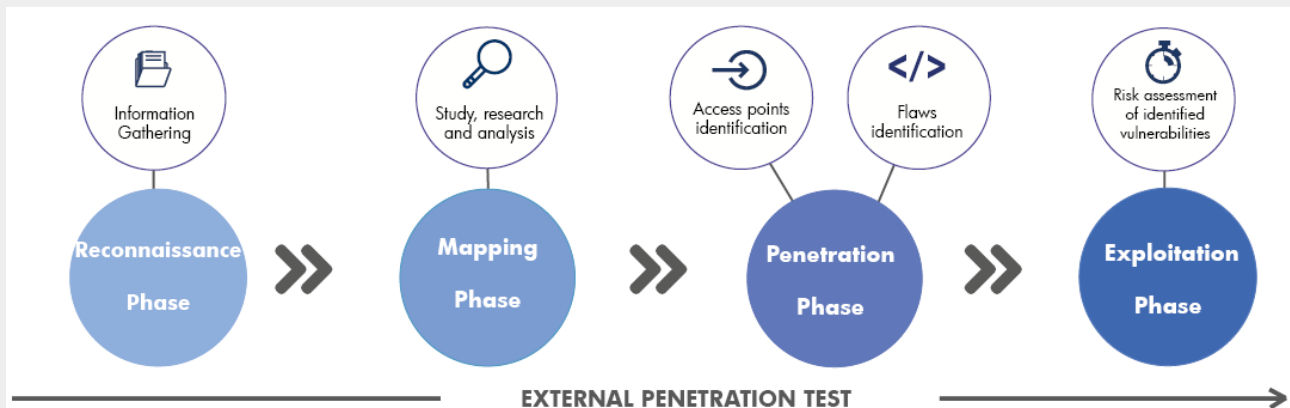 Information
Gathering
Study, research
and analysis
Access points
identification
</>
Flaws
identification
Risk assessment
of identified
vulnerabilities
Reconnaissance
Phase
Mapping
Phase
Penetration
Phase
Exploitation
Phase
EXTERNAL PENETRATION TEST